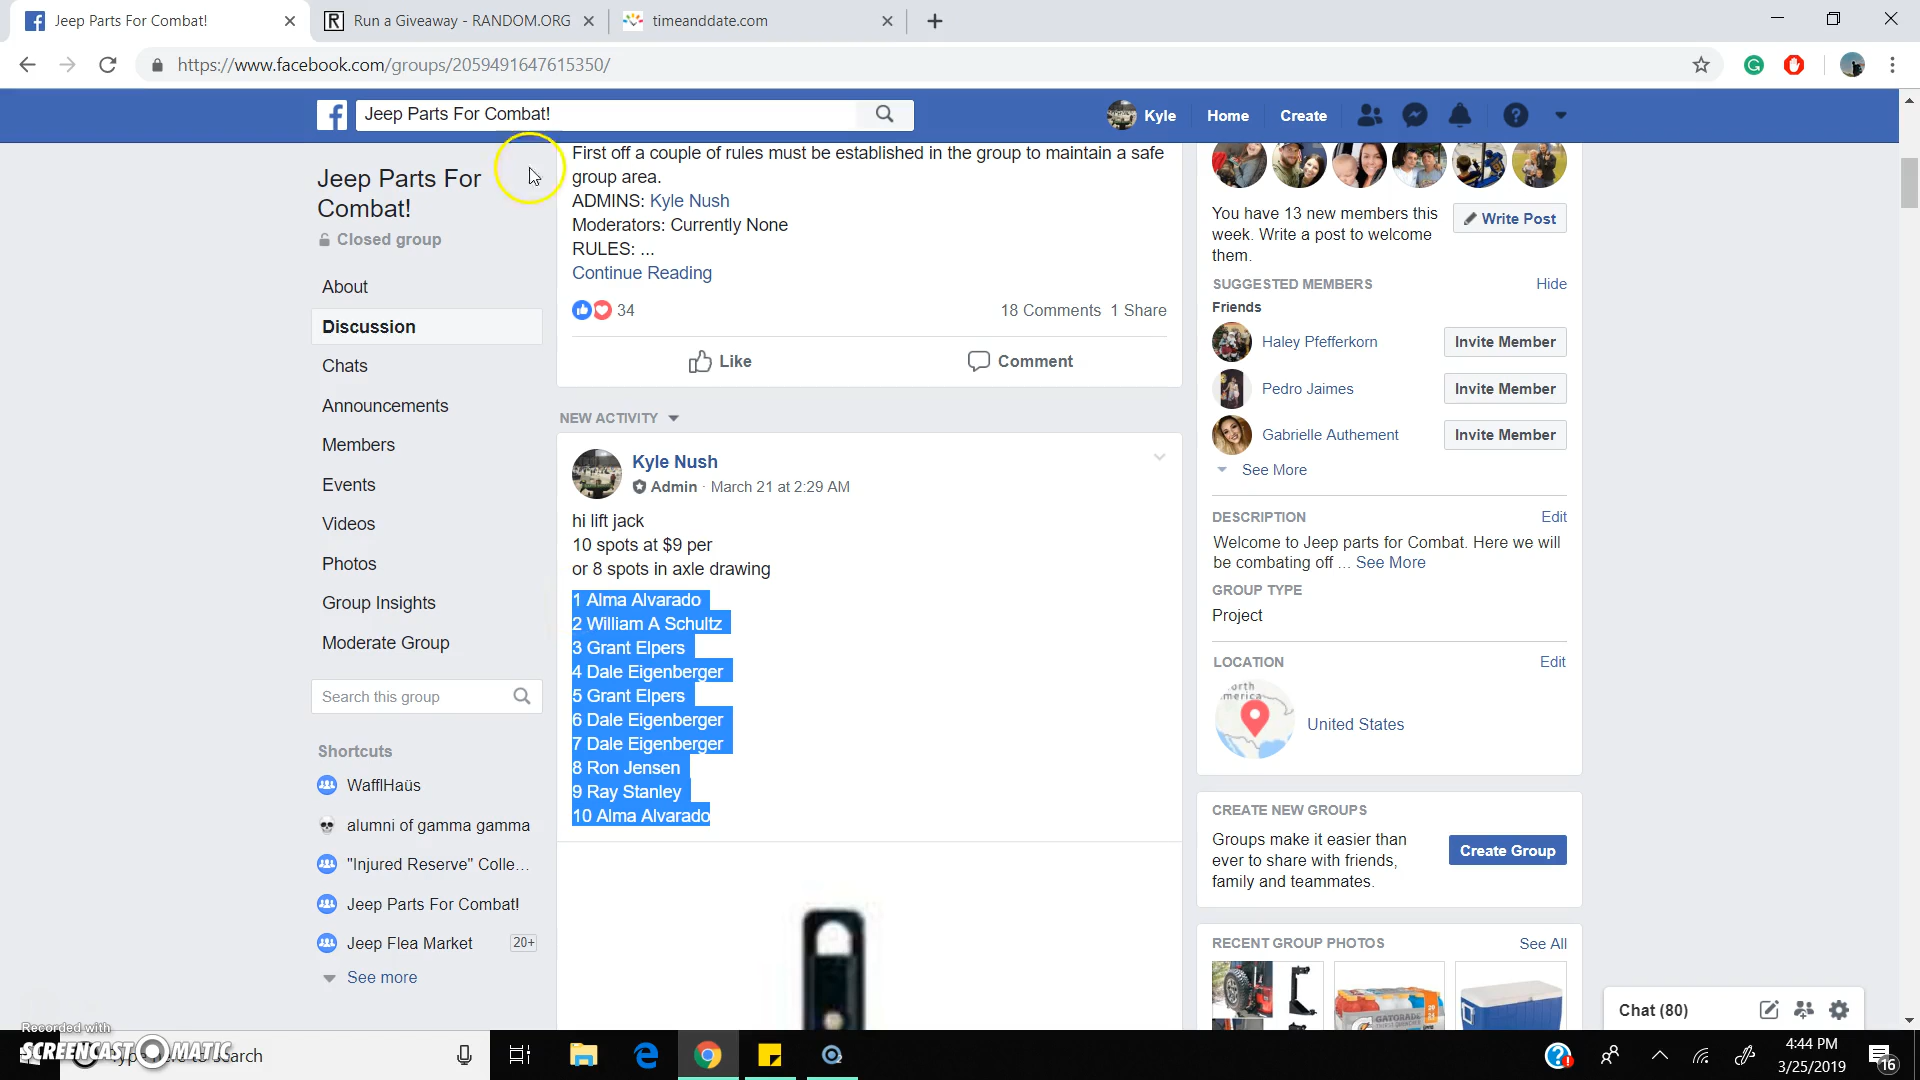 Jeep Parts For Combat!
Run a Giveaway - RANDOM.ORG
timeanddate.com
https://www.facebook.com/groups/2059491647615350/
Jeep Parts For Combat!
Kyle
Home
Create
Jeep Parts For
Combat!
Closed group
About
Discussion
Chats
Announcements
Members
Events
Videos
Photos
Group Insights
Moderate Group
Search this group
Shortcuts
WafflHaüs
alumni of gamma gamma
"Injured Reserve" Colle...
Jeep Parts For Combat!
Jeep Flea Market 20+
See more
First off a couple of rules must be established in the group to maintain a safe
group area.
ADMINS: Kyle Nush
Moderators: Currently None
RULES: ...
Continue Reading
34
18 Comments 1 Share
Like
Comment
NEW ACTIVITY
Kyle Nush
Admin · March 21 at 2:29 AM
hi lift jack
10 spots at $9 per
or 8 spots in axle drawing
1 Alma Alvarado
2 William A Schultz
3 Grant Elpers
4 Dale Eigenberger
5 Grant Elpers
6 Dale Eigenberger
7 Dale Eigenberger
8 Ron Jensen
9 Ray Stanley
10 Alma Alvarado
You have 13 new members this
week. Write a post to welcome
them.
Write Post
SUGGESTED MEMBERS
Hide
Friends
Haley Pfefferkorn
Invite Member
Pedro Jaimes
Invite Member
Gabrielle Authement
Invite Member
See More
DESCRIPTION
Edit
Welcome to Jeep parts for Combat. Here we will
be combating off ... See More
GROUP TYPE
Project
LOCATION
Edit
orth
merica
United States
CREATE NEW GROUPS
Groups make it easier than
ever to share with friends,
family and teammates.
Create Group
RECENT GROUP PHOTOS
See All
GATORADE
Chat (80)
Recorded with
SCREENCAST MATIC
Type here to search
4:44 PM
3/25/2019
16